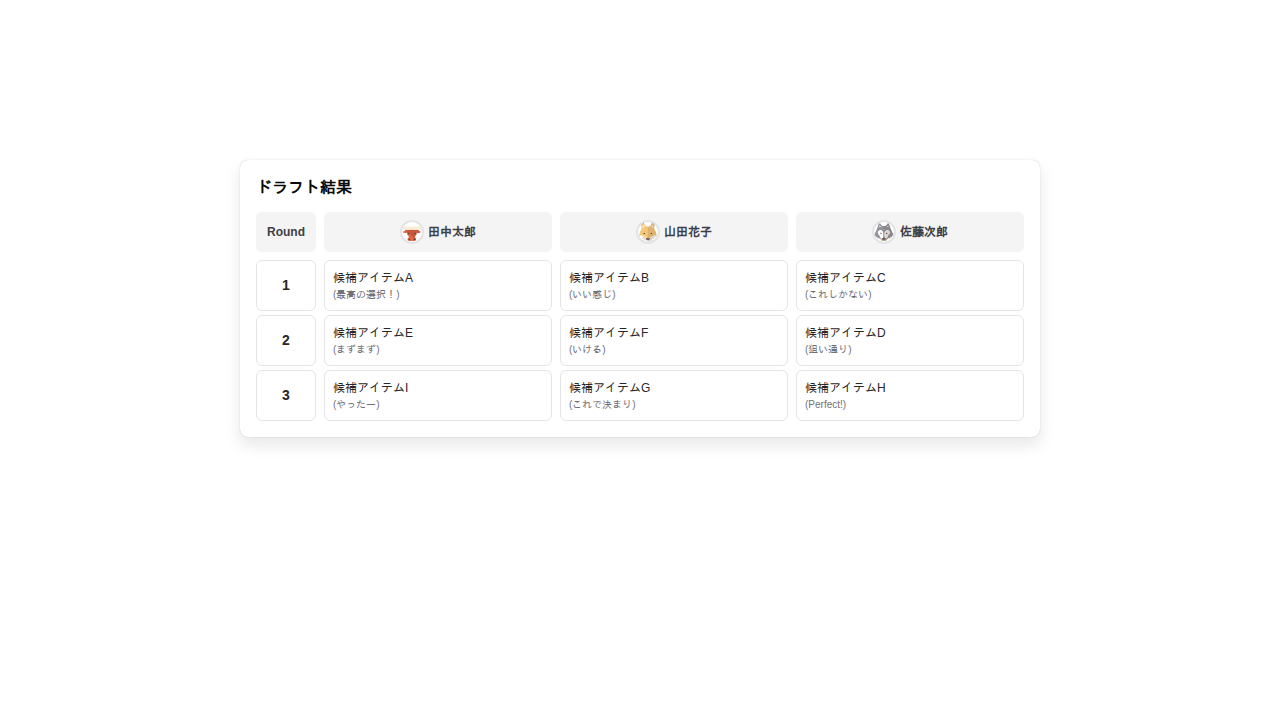 ドラフト結果
Round
田中太郎
山田花子
佐藤次郎
1
候補アイテムA
(最高の選択！)
候補アイテムB
(いい感じ)
候補アイテムC
(これしかない)
2
候補アイテムE
(まずまず)
候補アイテムF
(いける)
候補アイテムD
(狙い通り)
3
候補アイテムI
(やったー)
候補アイテムG
(これで決まり)
候補アイテムH
(Perfect!)